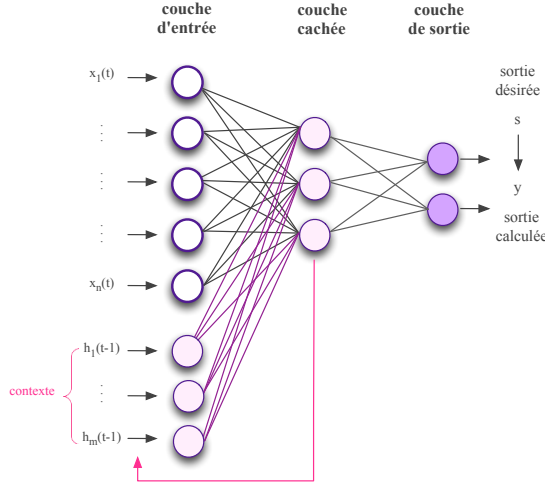 couche
d'entrée
couche
cachée
couche
de sortie
x1(t)
...
...
...
xn(t)
h1(t-1)
...
hm(t-1)
contexte
sortie
désirée
s
y
sortie
calculée